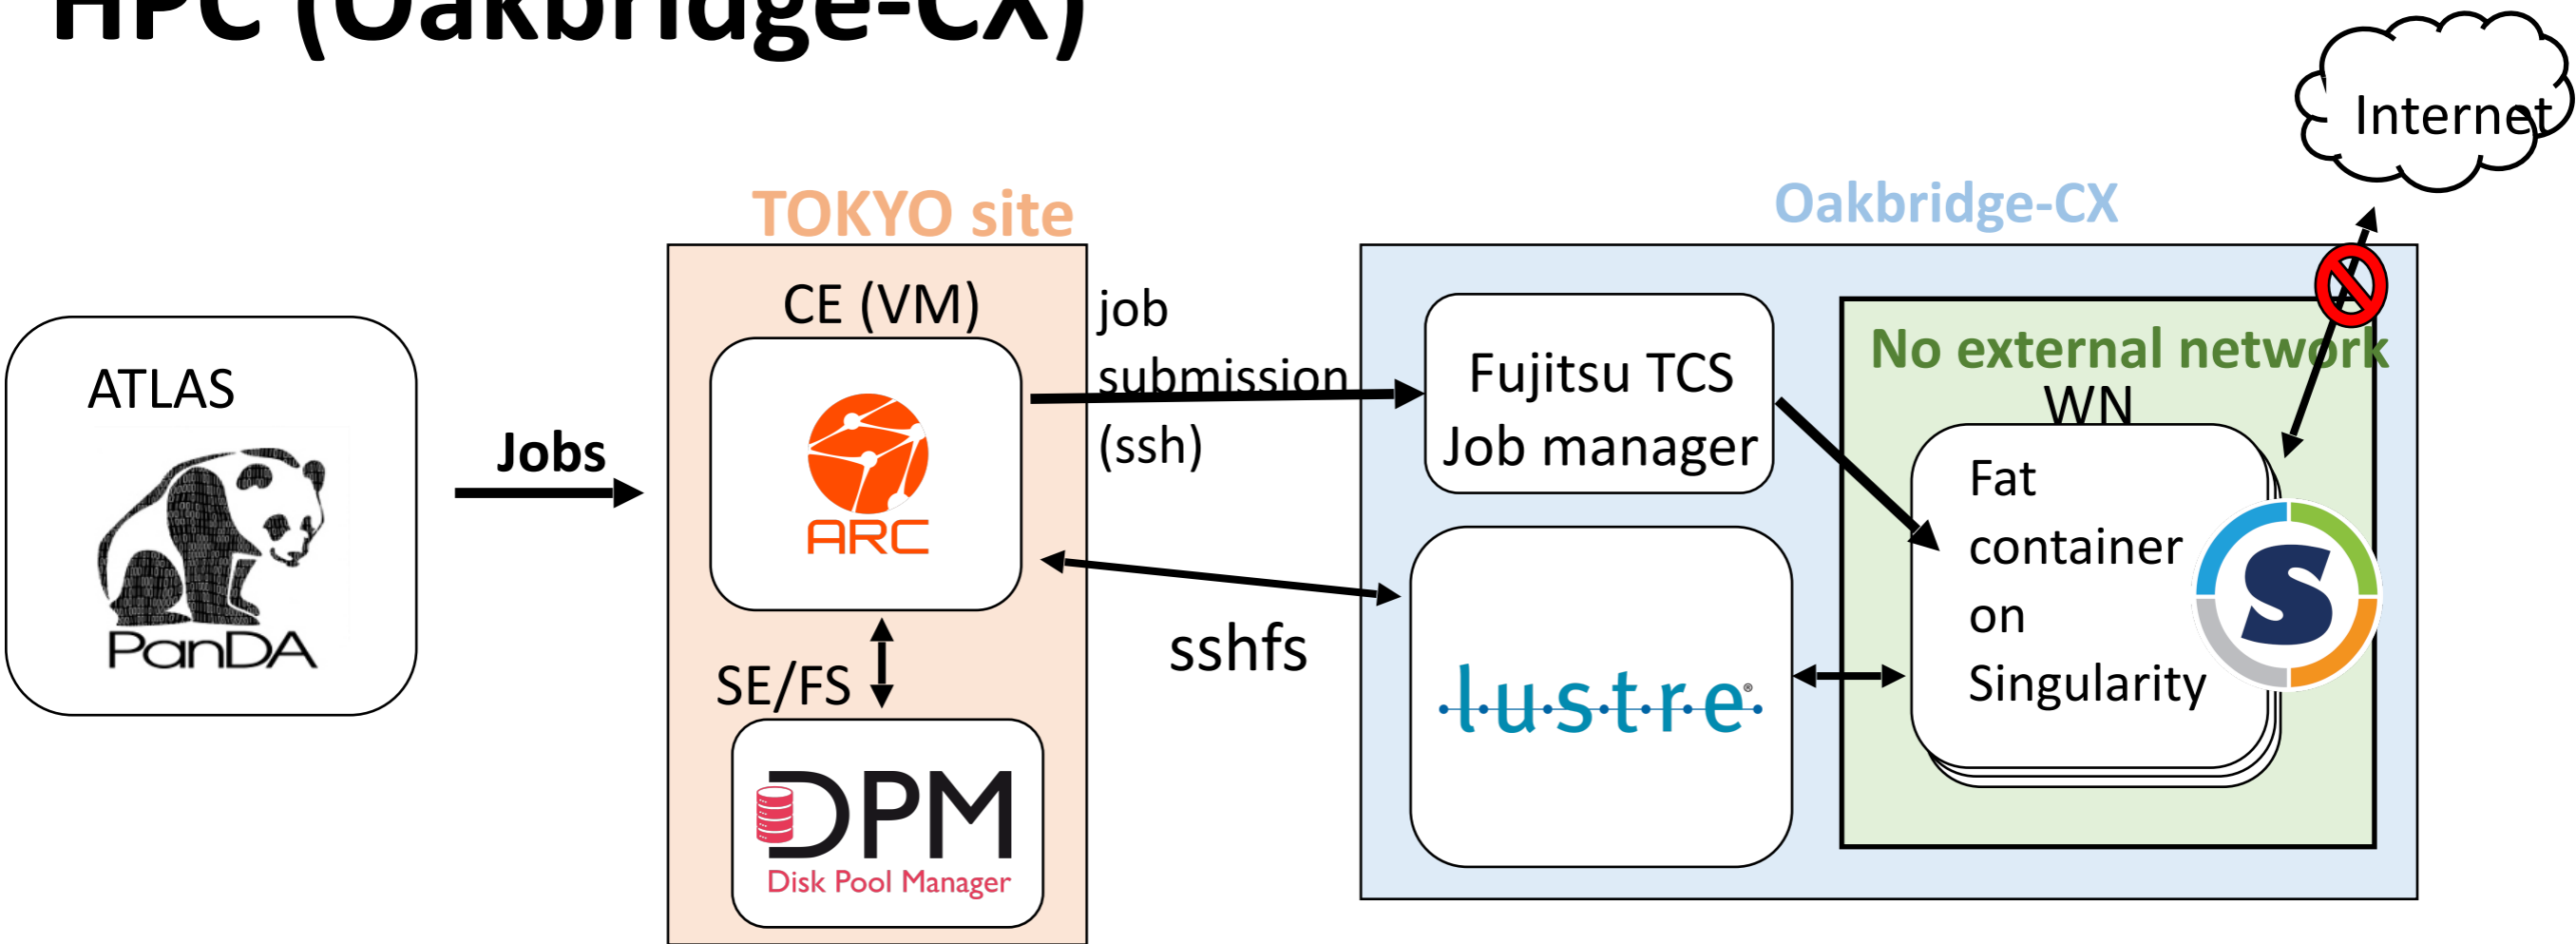 HPC (Oakbridge-CX)
Internet
TOKYO site
Oakbridge-CX
CE (VM)
ARC
job
submission
(ssh)
Fujitsu TCS
Job manager
No external network
WN
ATLAS
PanDA
Jobs
Fat
container
on
Singularity
S
sshfs
SE/FS
lustre®
DPM
Disk Pool Manager